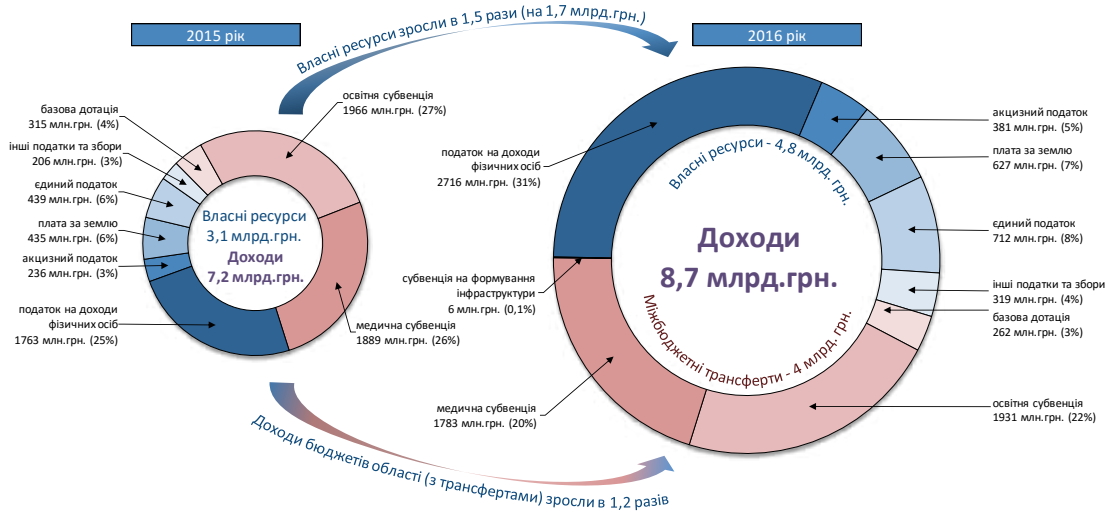 2015 рік
Власні ресурси зросли в 1,5 рази (на 1,7 млрд.грн.)
2016 рік
освітня субвенція
1966 млн.грн. (27%)
базова дотація
315 млн.грн. (4%)
інші податки та збори
206 млн.грн. (3%)
єдиний податок
439 млн.грн. (6%)
плата за землю
435 млн.грн. (6%)
акцизний податок
236 млн.грн. (3%)
податок на доходи
фізичних осіб
1763 млн.грн. (25%)
медична субвенція
1889 млн.грн. (26%)
Власні ресурси
3,1 млрд.грн.
Доходи
7,2 млрд.грн.
податок на доходи
фізичних осіб
2716 млн.грн. (31%)
акцизний податок
381 млн.грн. (5%)
плата за землю
627 млн.грн. (7%)
єдиний податок
712 млн.грн. (8%)
інші податки та збори
319 млн.грн. (4%)
базова дотація
262 млн.грн. (3%)
освітня субвенція
1931 млн.грн. (22%)
медична субвенція
1783 млн.грн. (20%)
субвенція на формування
інфраструктури
6 млн.грн. (0,1%)
Власні ресурси - 4,8 млрд. грн.
Доходи
8,7 млрд.грн.
Міжбюджетні трансферти - 4 млрд. грн.
Доходи бюджетів області (з трансфертами) зросли в 1,2 разів